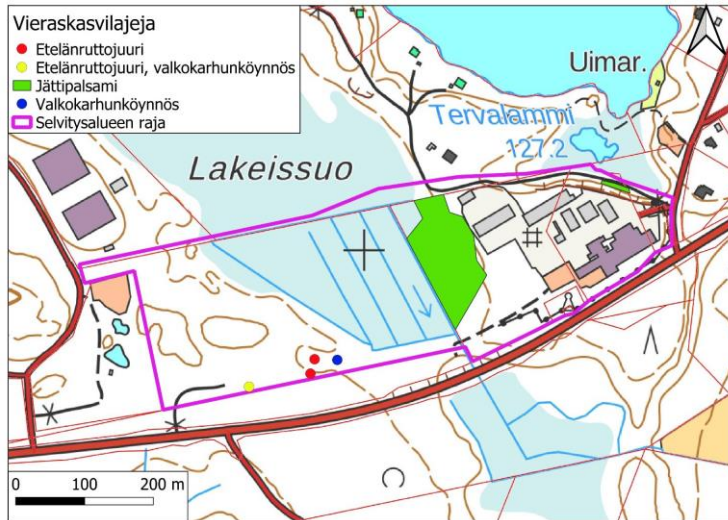 Vieraskasvilajeja
Etelänruttojuuri
Etelänruttojuuri, valkokarhunköynnös
Jättipalsami
Valkokarhunköynnös
Selvitysalueen raja
Uimar.
Tervalammi
127.2
Lakeissuo
0 100 200 m